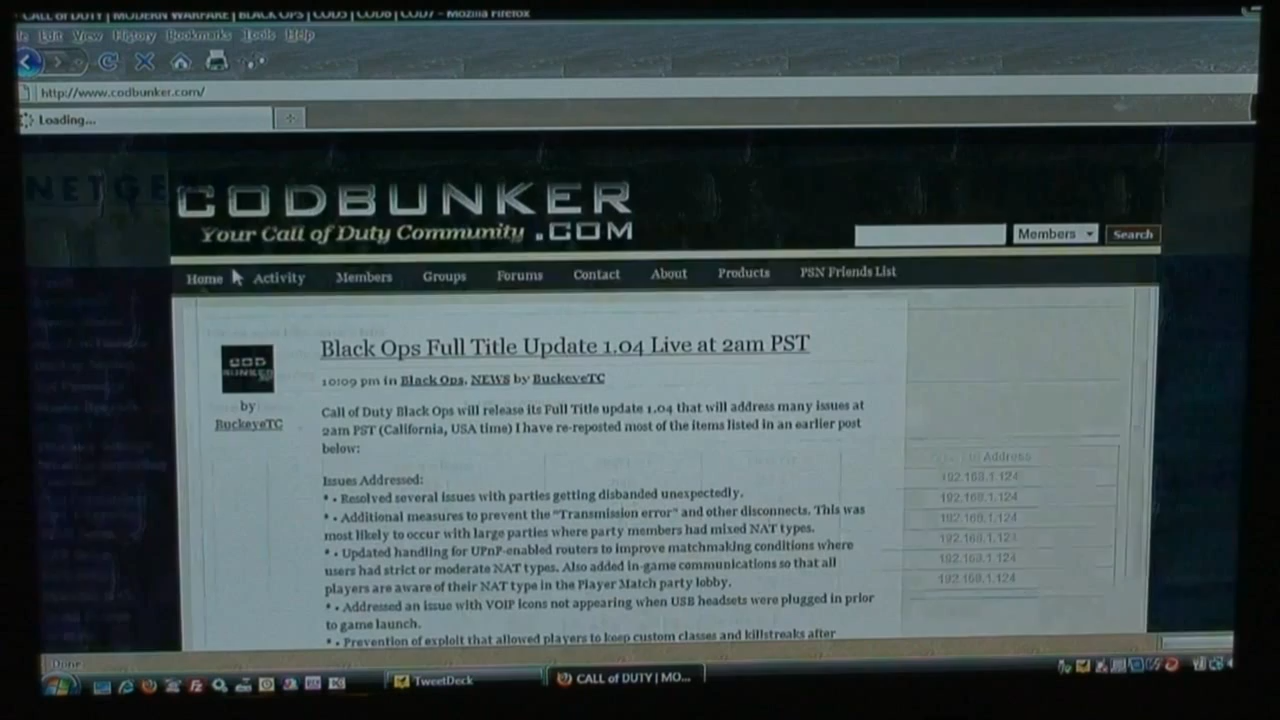 CALL of DUTY | MODERN WARFARE | BLACK OPS | COD5 | COD6 | COD7 - Mozilla Firefox
Edit View History Bookmarks Tools Help
http://www.codbunker.com/
Loading...
NETGE
CODBUNKER
Your Call of Duty Community .COM
Members Search
Home Activity Members Groups Forums Contact About Products PSN Friends List
Black Ops Full Title Update 1.04 Live at 2am PST
COD
BUNKER
10:09 pm in Black Ops, NEWS by BuckeyeTC
by
BuckeyeTC
Call of Duty Black Ops will release its Full Title update 1.04 that will address many issues at
2am PST (California, USA time) I have re-reposted most of the items listed in an earlier post
below:
Issues Addressed:
* • Resolved several issues with parties getting disbanded unexpectedly.
* • Additional measures to prevent the "Transmission error" and other disconnects. This was
most likely to occur with large parties where party members had mixed NAT types.
* • Updated handling for UPnP-enabled routers to improve matchmaking conditions where
users had strict or moderate NAT types. Also added in-game communications so that all
players are aware of their NAT type in the Player Match party lobby.
* • Addressed an issue with VOIP icons not appearing when USB headsets were plugged in prior
to game launch.
* • Prevention of exploit that allowed players to keep custom classes and killstreaks after
Address
192.168.1.124
192.168.1.124
192.168.1.124
192.168.1.124
192.168.1.124
192.168.1.124
Done
TweetDeck
CALL of DUTY | MO...